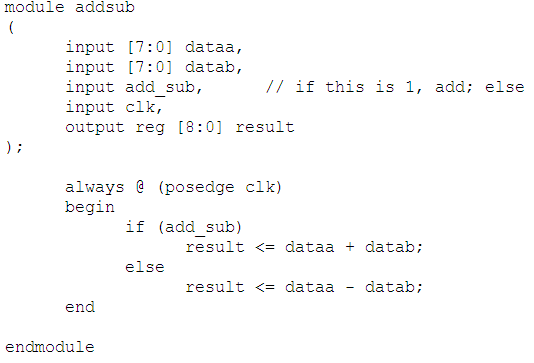 module addsub
(
input [7:0] dataa,
input [7:0] datab,
input add_sub, // if this is 1, add; else
input clk,
output reg [8:0] result
);
always @ (posedge clk)
begin
if (add_sub)
result <= dataa + datab;
else
result <= dataa - datab;
end
endmodule